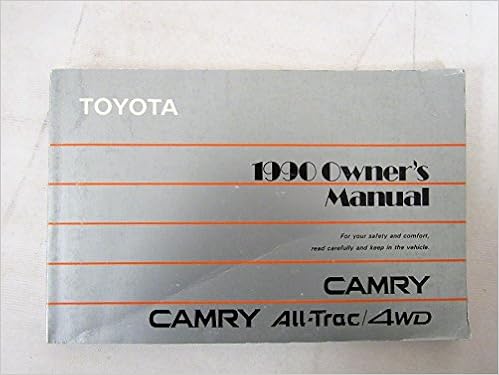 TOYOTA
1990 Owner's
Manual
For your safety and comfort,
read carefully and keep in the vehicle.
CAMRY
CAMRY All-Trac/4WD